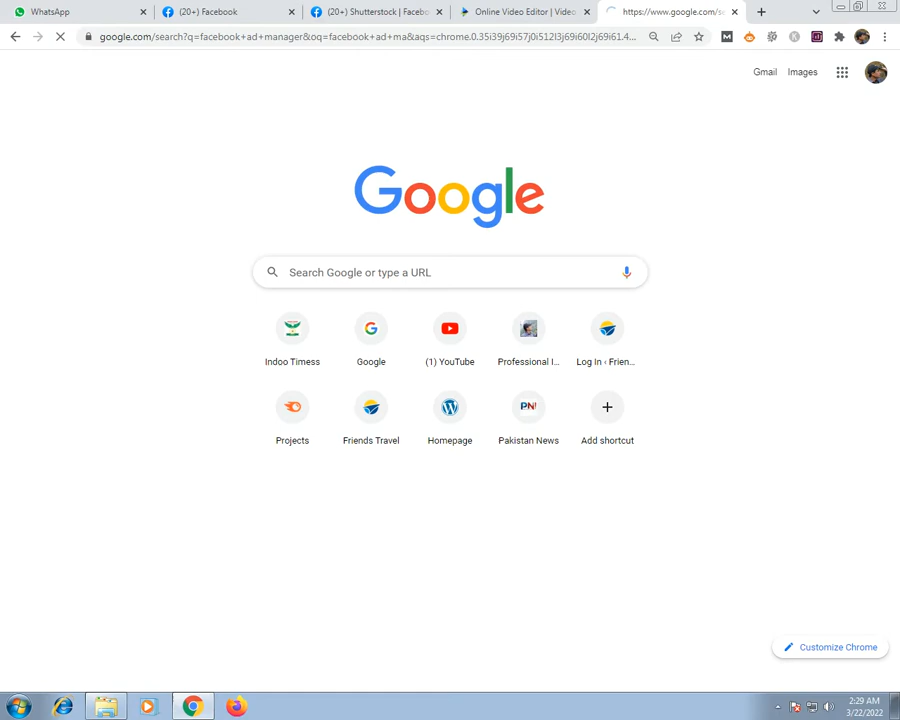 WhatsApp
(20+) Facebook
(20+) Shutterstock | Facebo
Online Video Editor | Video
https://www.google.com/se
google.com/search?q=facebook+ad+manager&oq=facebook+ad+ma&aqs=chrome.0.35i39j69i57j0i512l3j69i60l2j69i61.4...
Gmail
Images
Google
Search Google or type a URL
Indoo Timess
Google
(1) YouTube
Professional I...
Log In ‹ Frien...
PN!
Projects
Friends Travel
Homepage
Pakistan News
Add shortcut
Customize Chrome
2:29 AM
3/22/2022